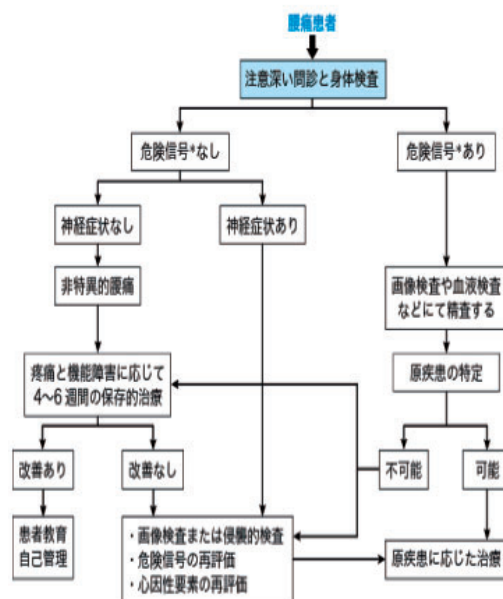 腰痛患者
注意深い問診と身体検査
危険信号*なし
危険信号*あり
神経症状なし
神経症状あり
非特異的腰痛
画像検査や血液検査
などにて精査する
疼痛と機能障害に応じて
4〜6週間の保存的治療
原疾患の特定
改善あり
改善なし
不可能
可能
患者教育
自己管理
・画像検査または侵襲的検査
・危険信号の再評価
・心因性要素の再評価
原疾患に応じた治療